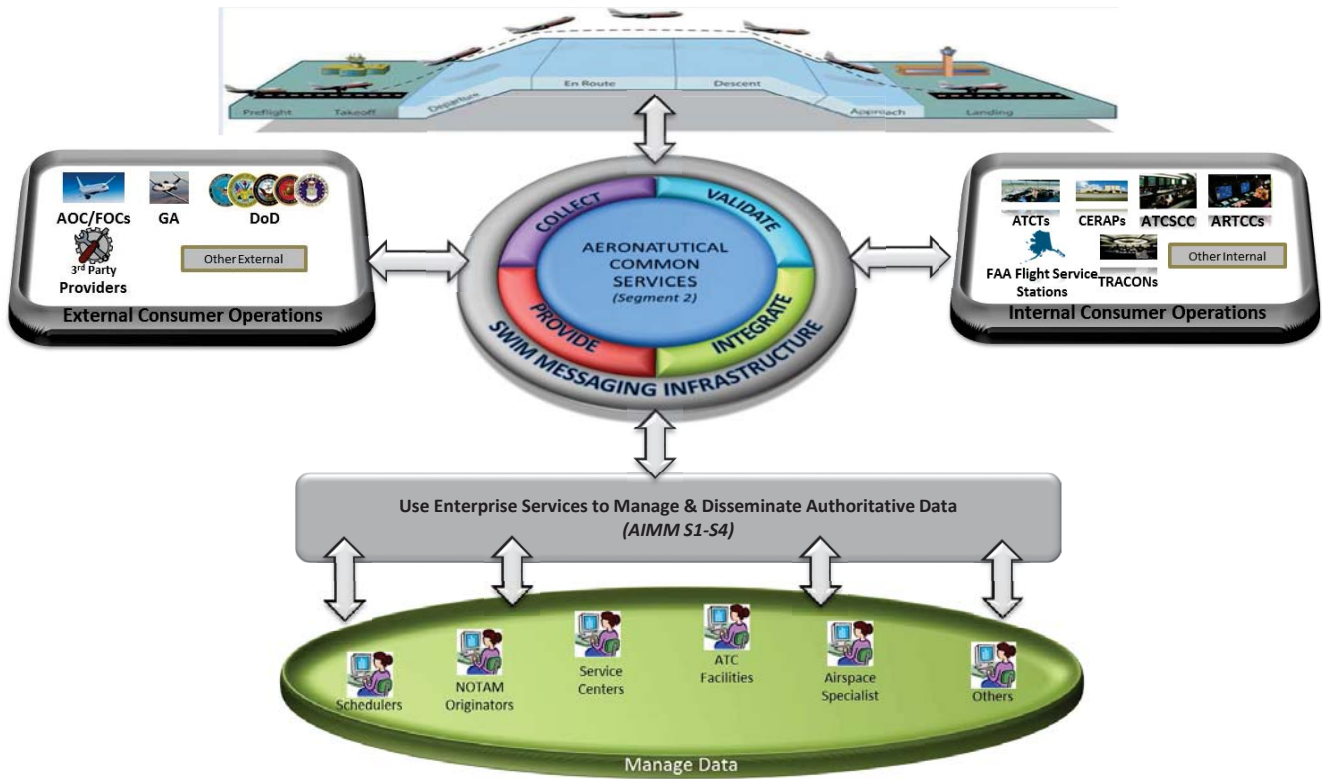 En Route
Descent
Departure
Approach
Preflight
Takeoff
Landing
AOC/FOCs
GA
DoD
3rd Party
Providers
Other External
External Consumer Operations
COLLECT
VALIDATE
AERONATUTICAL
COMMON
SERVICES
(Segment 2)
PROVIDE
INTEGRATE
SWIM MESSAGING INFRASTRUCTURE
ATCTs
CERAPs
ATCSCC
ARTCCs
FAA Flight Service
Stations
TRACONs
Other Internal
Internal Consumer Operations
Use Enterprise Services to Manage & Disseminate Authoritative Data
(AIMM S1-S4)
Schedulers
NOTAM
Originators
Service
Centers
ATC
Facilities
Airspace
Specialist
Others
Manage Data